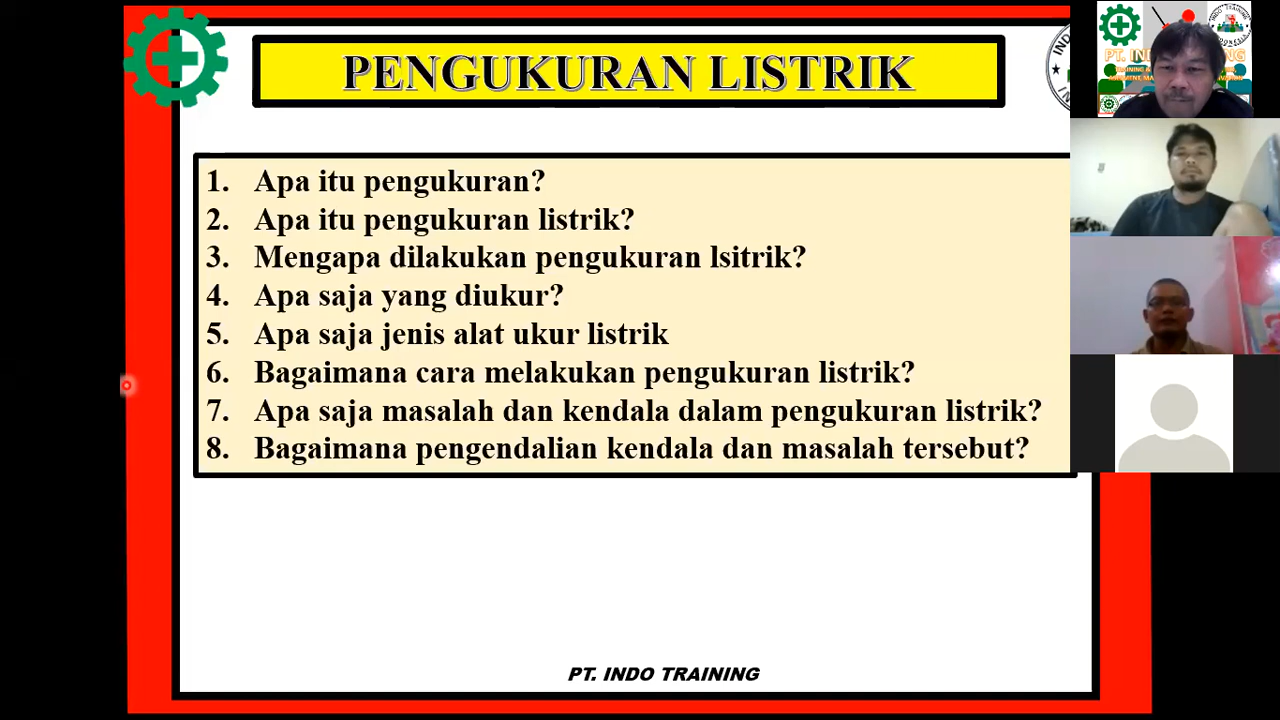 PENGUKURAN LISTRIK
1. Apa itu pengukuran?
2. Apa itu pengukuran listrik?
3. Mengapa dilakukan pengukuran lsitrik?
4. Apa saja yang diukur?
5. Apa saja jenis alat ukur listrik
6. Bagaimana cara melakukan pengukuran listrik?
7. Apa saja masalah dan kendala dalam pengukuran listrik?
8. Bagaimana pengendalian kendala dan masalah tersebut?
PT. INDO TRAINING